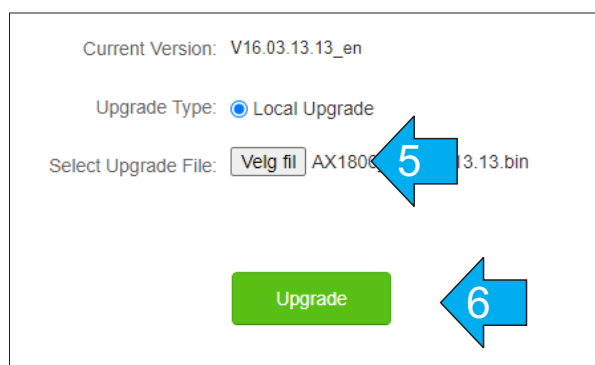 Current Version: V16.03.13.13_en
Upgrade Type: Local Upgrade
Select Upgrade File: Velg fil AX180 5 13.13.bin
Upgrade 6